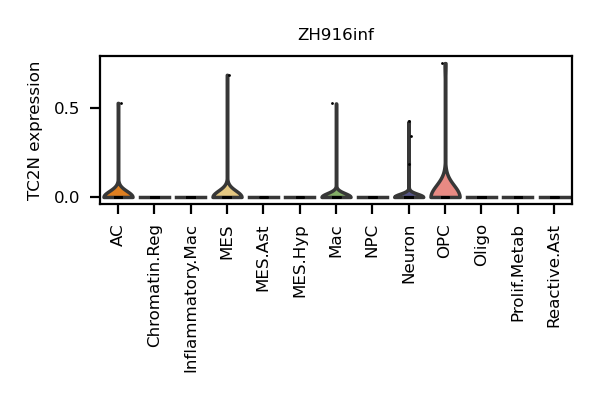 ZH916inf
TC2N expression
0.5
0.0
AC
Chromatin.Reg
Inflammatory.Mac
MES
MES.Ast
MES.Hyp
Mac
NPC
Neuron
OPC
Oligo
Prolif.Metab
Reactive.Ast